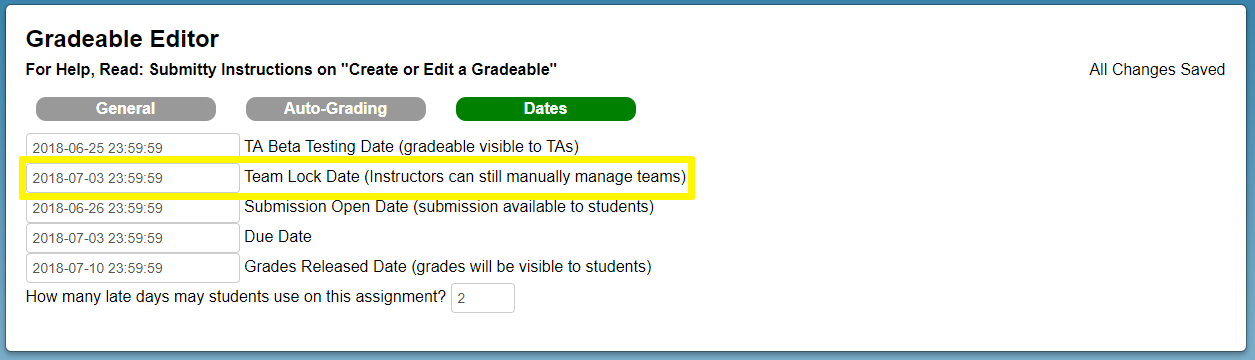 Gradeable Editor
For Help, Read: Submitty Instructions on "Create or Edit a Gradeable"
All Changes Saved
General Auto-Grading Dates
2018-06-25 23:59:59 TA Beta Testing Date (gradeable visible to TAs)
2018-07-03 23:59:59 Team Lock Date (Instructors can still manually manage teams)
2018-06-26 23:59:59 Submission Open Date (submission available to students)
2018-07-03 23:59:59 Due Date
2018-07-10 23:59:59 Grades Released Date (grades will be visible to students)
How many late days may students use on this assignment? 2